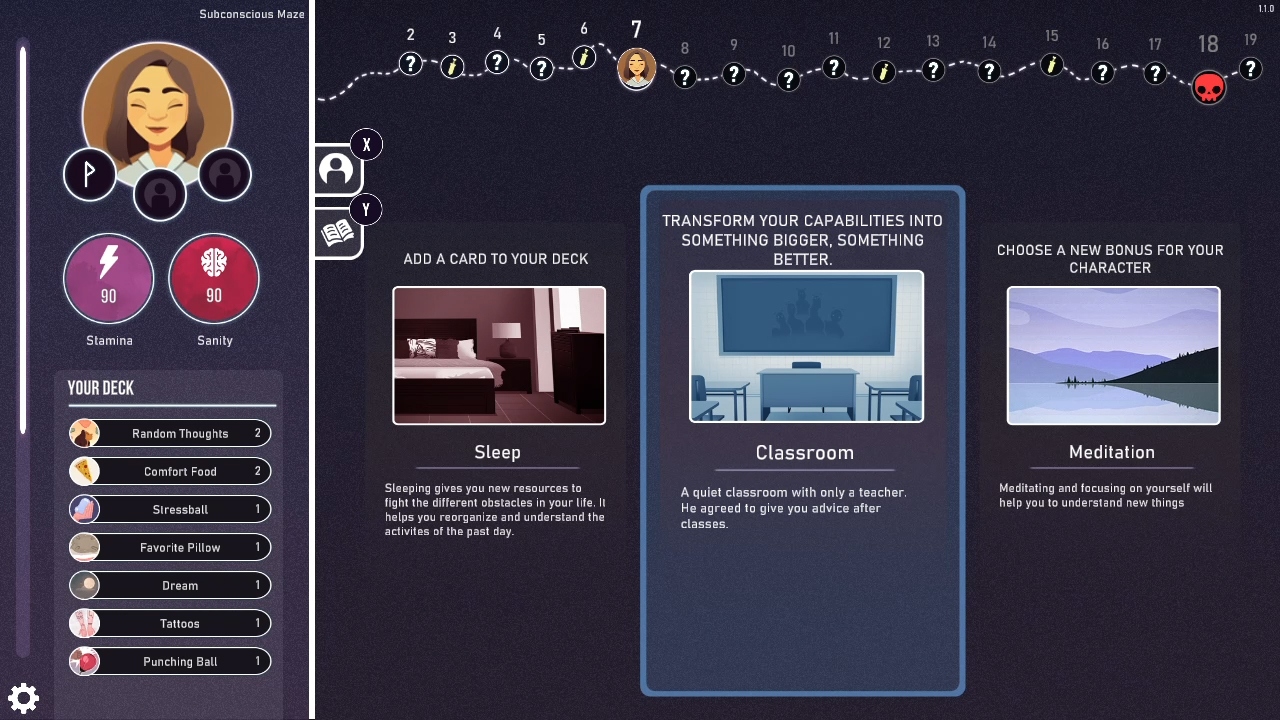 Subconscious Maze
1.1.0
2
3
4
5
6
7
8
9
10
11
12
13
14
15
16
17
18
19
?
?
?
?
?
?
?
?
?
?
?
?
?
X
Y
90
90
Stamina
Sanity
YOUR DECK
Random Thoughts 2
Comfort Food 2
Stressball 1
Favorite Pillow 1
Dream 1
Tattoos 1
Punching Ball 1
ADD A CARD TO YOUR DECK
Sleep
Sleeping gives you new resources to
fight the different obstacles in your life. It
helps you reorganize and understand the
activites of the past day.
TRANSFORM YOUR CAPABILITIES INTO
SOMETHING BIGGER, SOMETHING
BETTER.
Classroom
A quiet classroom with only a teacher.
He agreed to give you advice after
classes.
CHOOSE A NEW BONUS FOR YOUR
CHARACTER
Meditation
Meditating and focusing on yourself will
help you to understand new things